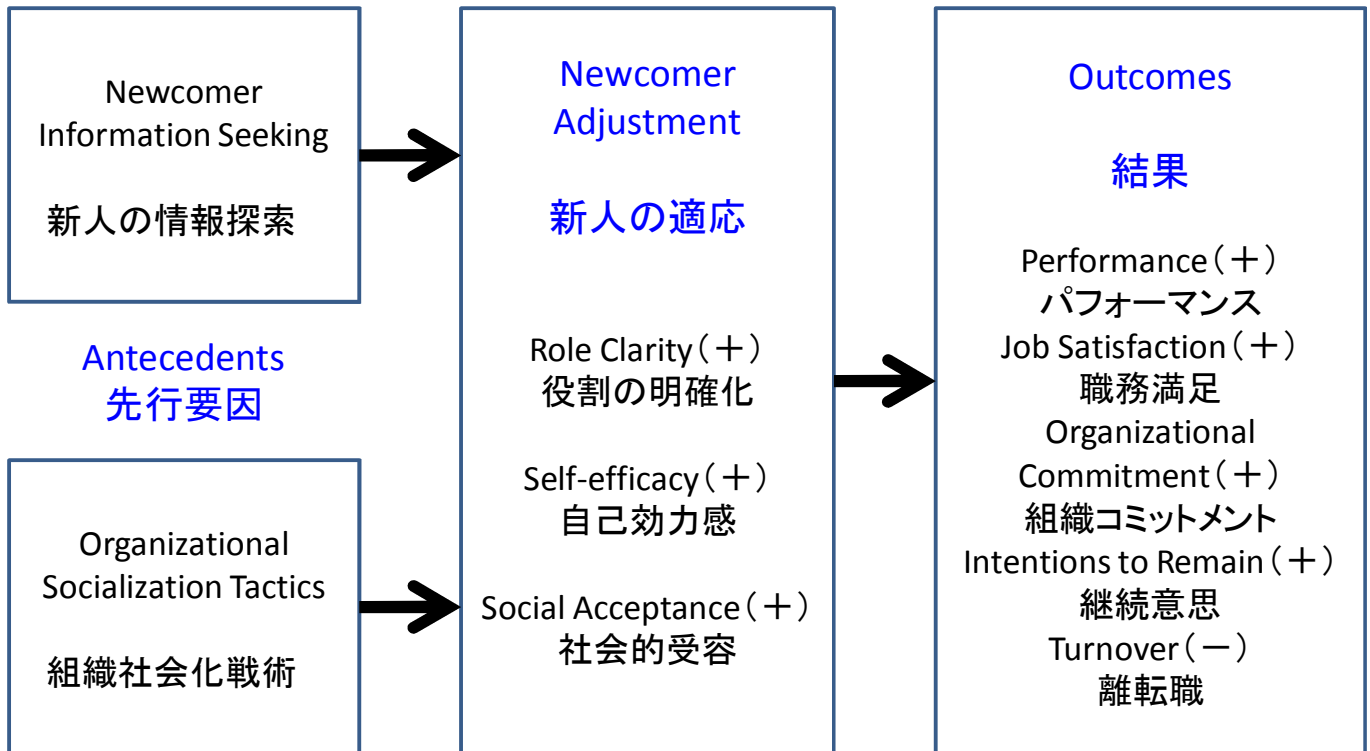 Newcomer
Information Seeking
新人の情報探索
Antecedents
先行要因
Organizational
Socialization Tactics
組織社会化戦術
Newcomer
Adjustment
新人の適応
Role Clarity(＋)
役割の明確化
Self-efficacy(＋)
自己効力感
Social Acceptance(＋)
社会的受容
Outcomes
結果
Performance(＋)
パフォーマンス
Job Satisfaction(＋)
職務満足
Organizational
Commitment(＋)
組織コミットメント
Intentions to Remain(＋)
継続意思
Turnover(－)
離転職